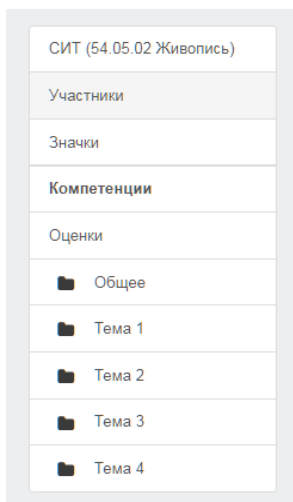 СИТ (54.05.02 Живопись)
Участники
Значки
Компетенции
Оценки
Общее
Тема 1
Тема 2
Тема 3
Тема 4